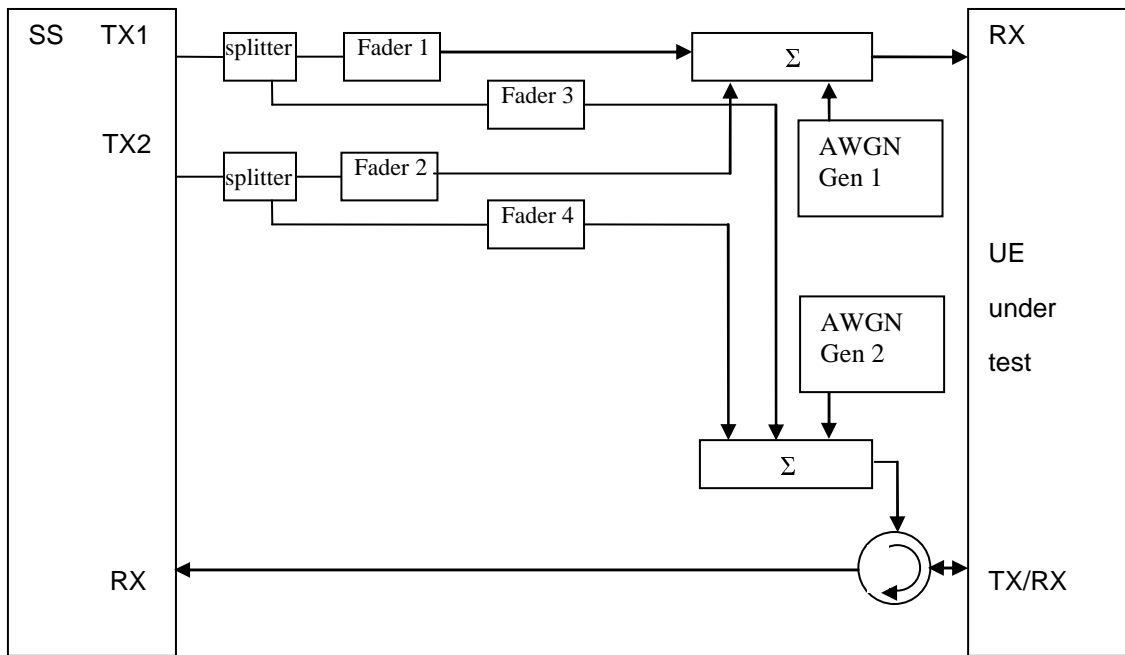 SS TX1
splitter
Fader 1
Σ
RX
Fader 3
TX2
AWGN
Gen 1
splitter
Fader 2
Fader 4
UE
under
test
AWGN
Gen 2
Σ
RX
TX/RX